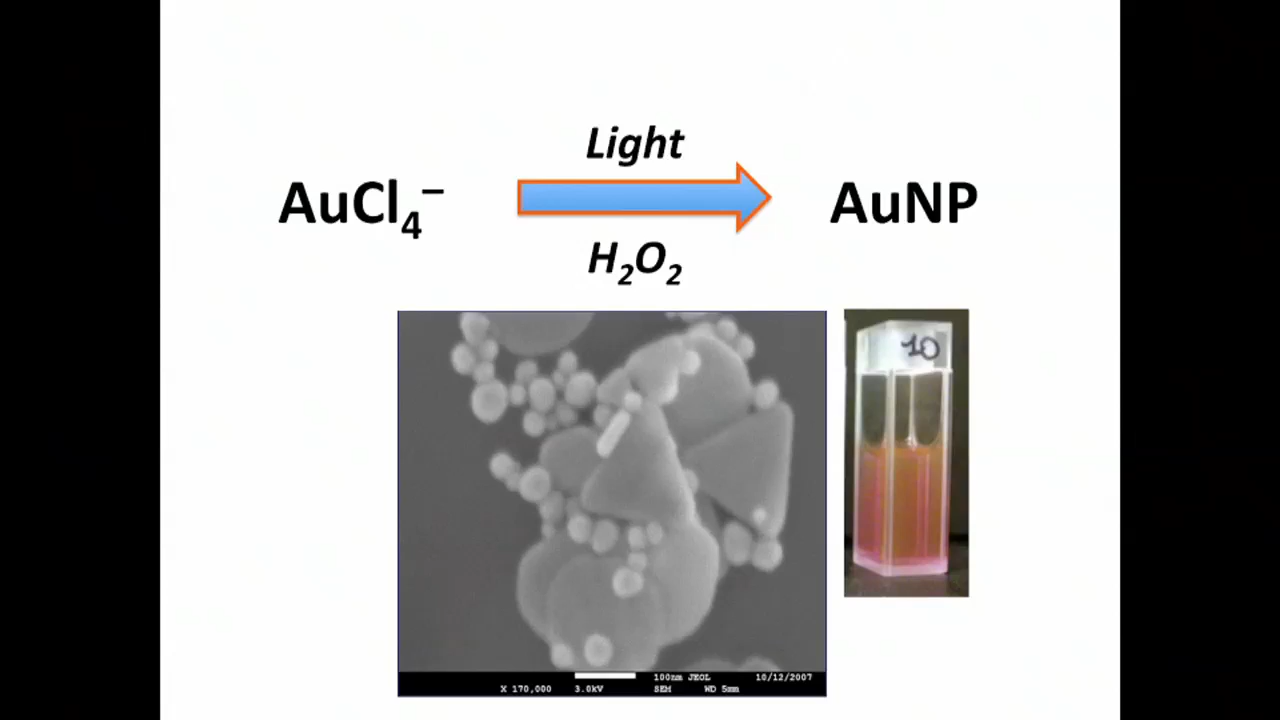 Light
AuCl₄⁻
AuNP
H₂O₂
10
100nm JEOL 10/12/2007
X 170,000 3.0kV SEM WD 5mm